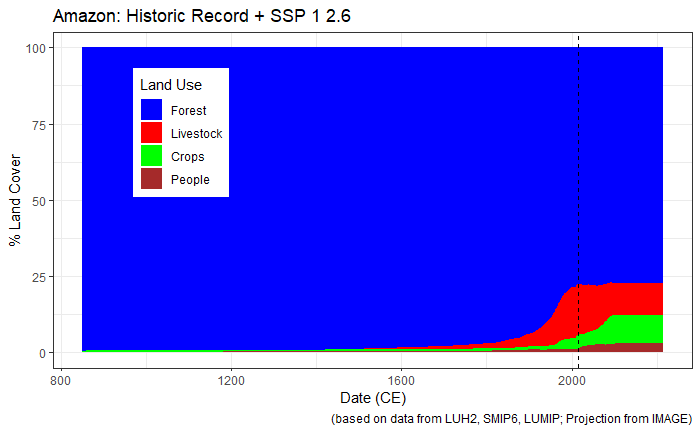 Amazon: Historic Record + SSP 1 2.6
100
75
50
25
0
% Land Cover
Land Use
Forest
Livestock
Crops
People
800
1200
1600
2000
Date (CE)
(based on data from LUH2, SMIP6, LUMIP; Projection from IMAGE)